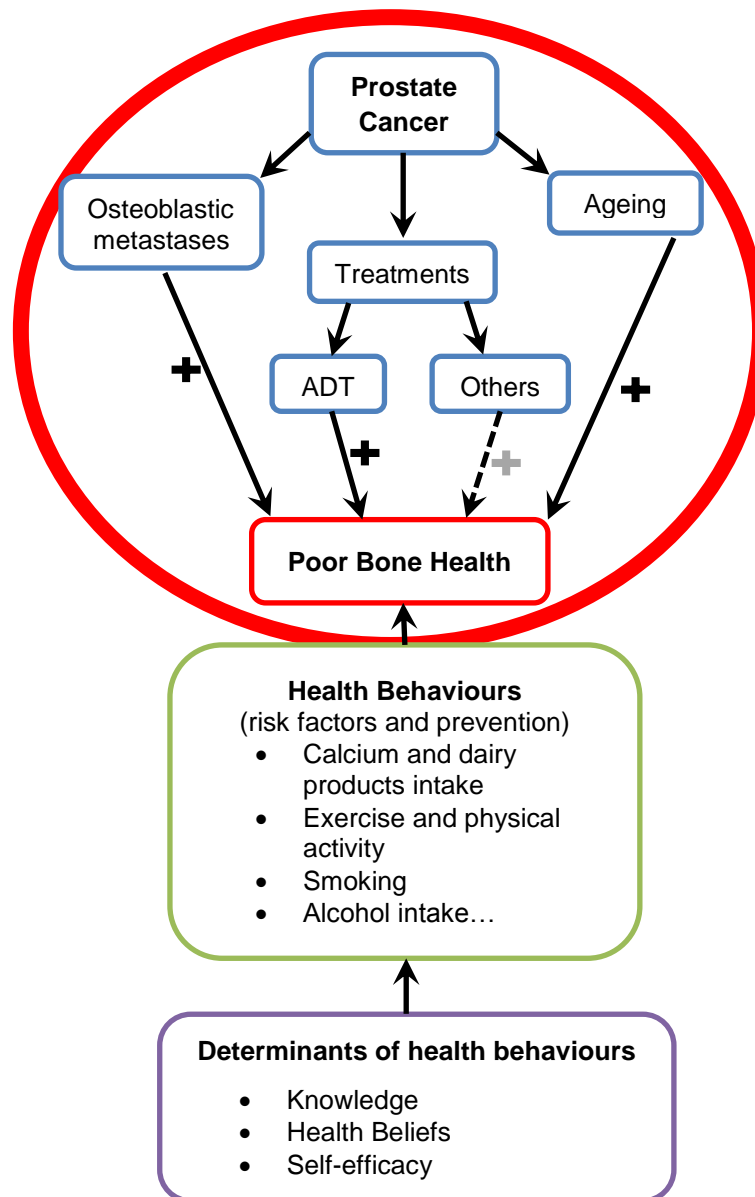 Prostate
Cancer
Osteoblastic
metastases
Ageing
Treatments
ADT
Others
Poor Bone Health
Health Behaviours
(risk factors and prevention)
• Calcium and dairy
products intake
• Exercise and physical
activity
• Smoking
• Alcohol intake…
Determinants of health behaviours
• Knowledge
• Health Beliefs
• Self-efficacy